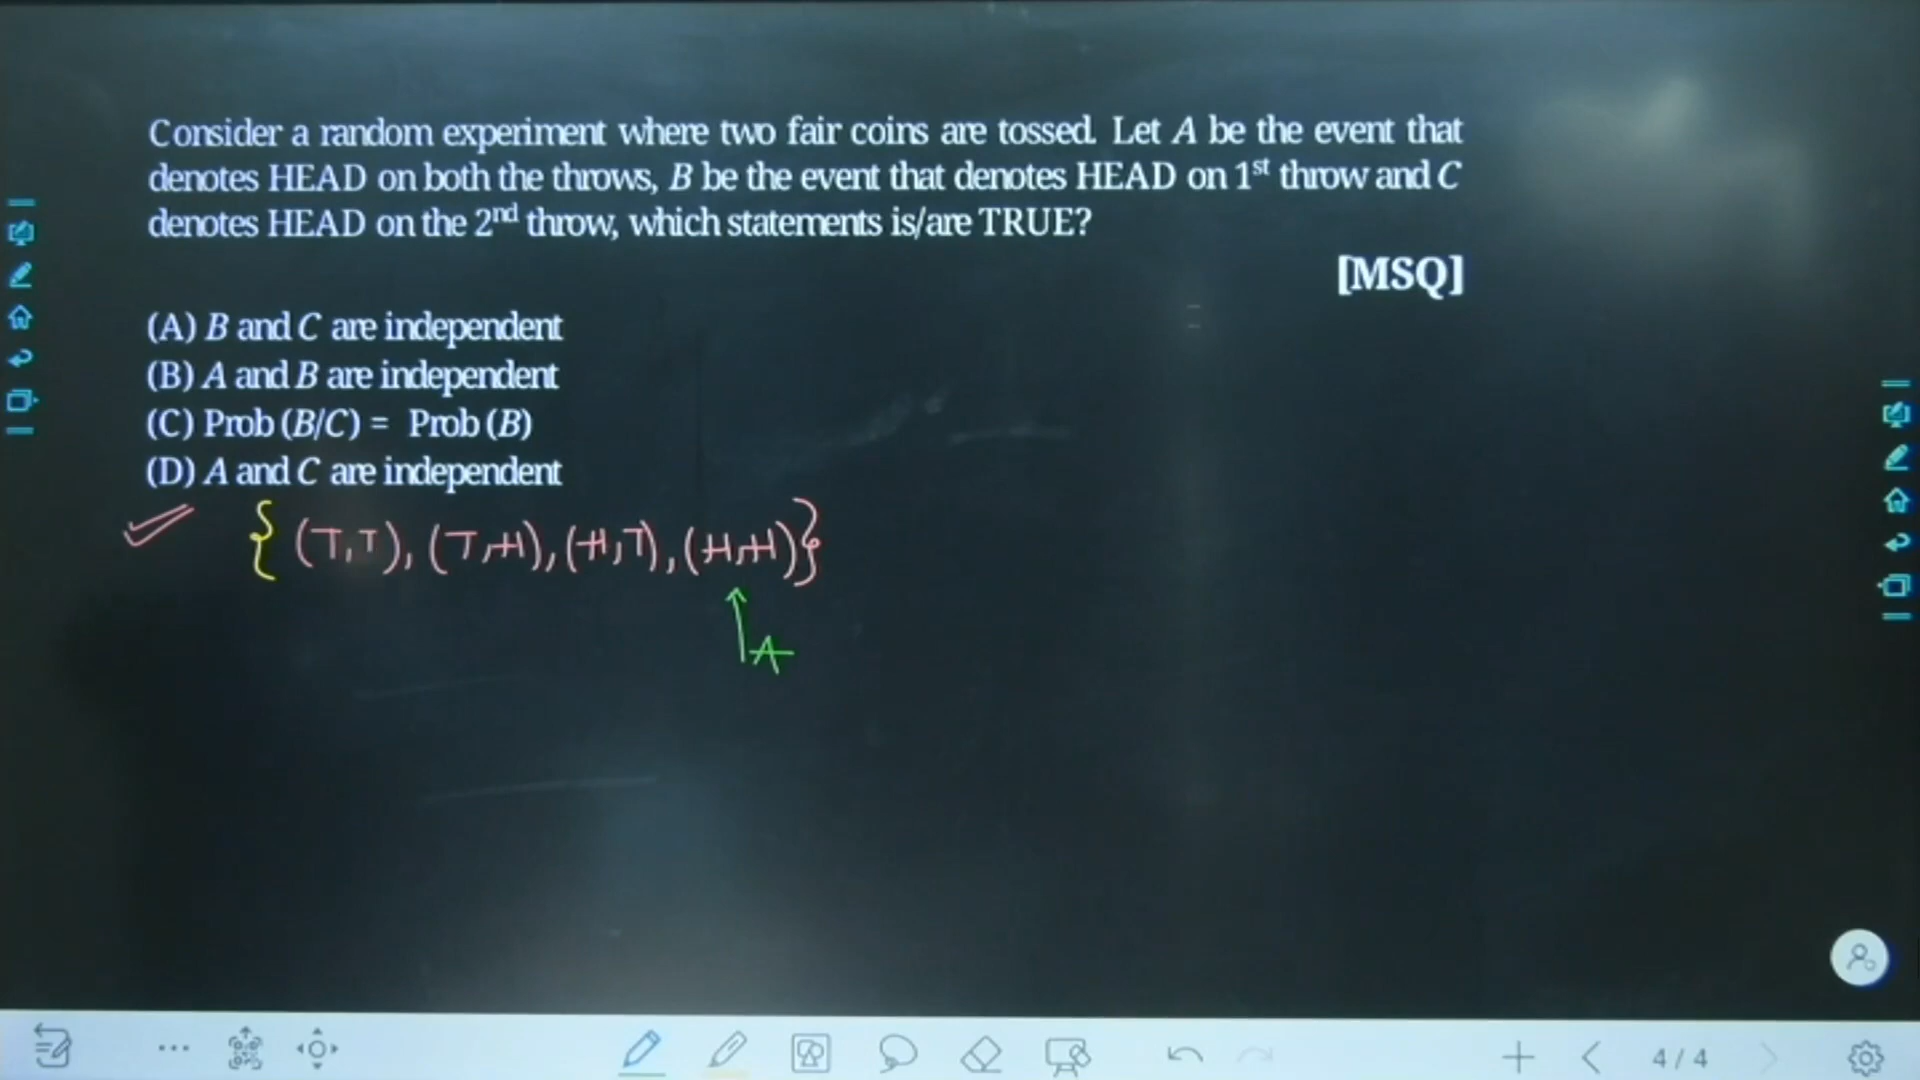 Consider a random experiment where two fair coins are tossed. Let A be the event that
denotes HEAD on both the throws, B be the event that denotes HEAD on 1st throw and C
denotes HEAD on the 2nd throw, which statements is/are TRUE?
[MSQ]
(A) B and C are independent
(B) A and B are independent
(C) Prob (B/C) = Prob (B)
(D) A and C are independent
{ (T,T), (T,H), (H,T), (H,H) }
A
4 / 4